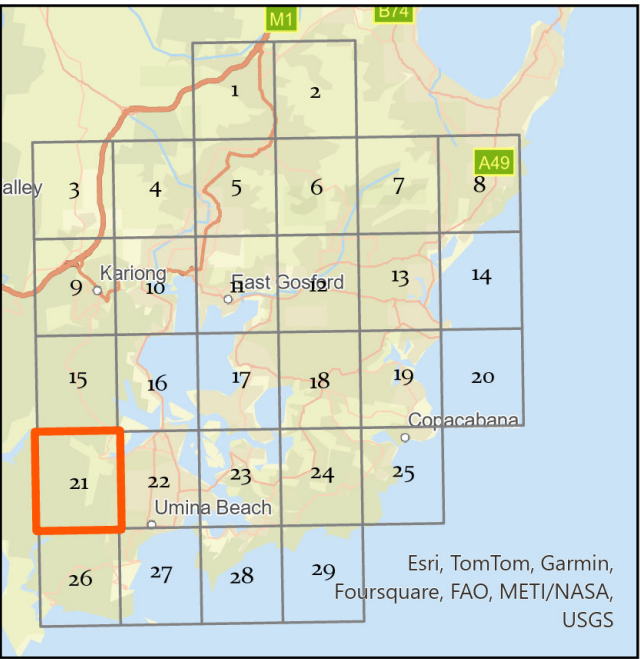 M1
B74
1
2
A49
alley
3
4
5
6
7
8
Kariong
East Gosford
9
10
11
12
13
14
15
16
17
18
19
20
Copacabana
21
22
23
24
25
Umina Beach
26
27
28
29
Esri, TomTom, Garmin,
Foursquare, FAO, METI/NASA,
USGS